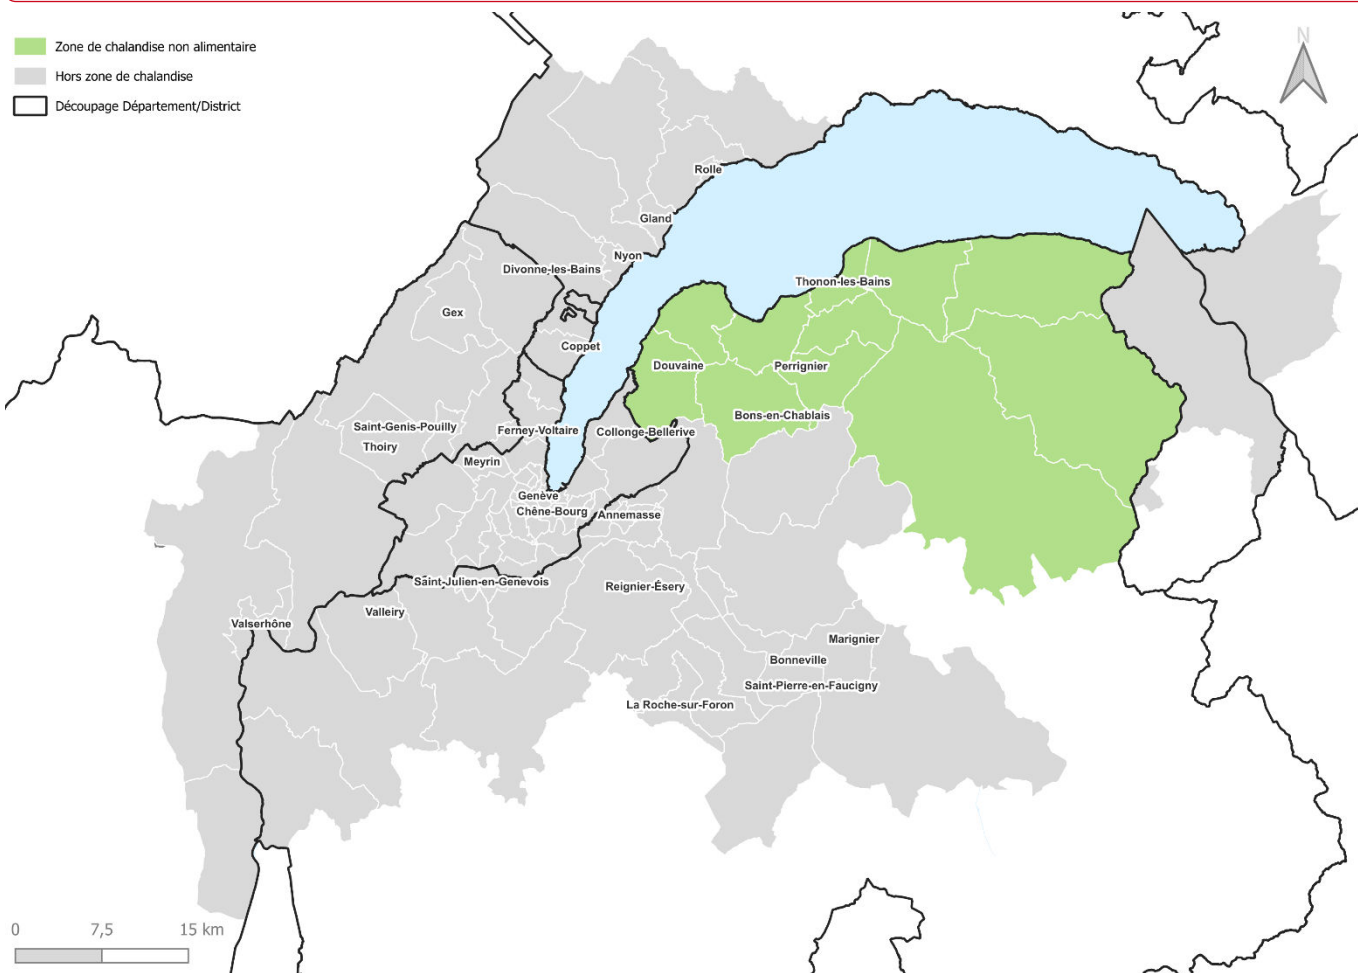 Zone de chalandise non alimentaire
Hors zone de chalandise
Découpage Département/District
N
Rolle
Gland
Nyon
Divonne-les-Bains
Thonon-les-Bains
Gex
Coppet
Douvaine
Perrignier
Bons-en-Chablais
Saint-Genis-Pouilly
Ferney-Voltaire
Collonge-Bellerive
Thoiry
Meyrin
Genève
Chêne-Bourg
Annemasse
Saint-Julien-en-Genevois
Reignier-Ésery
Valleiry
Valserhône
Marignier
Bonneville
Saint-Pierre-en-Faucigny
La Roche-sur-Foron
0 7,5 15 km